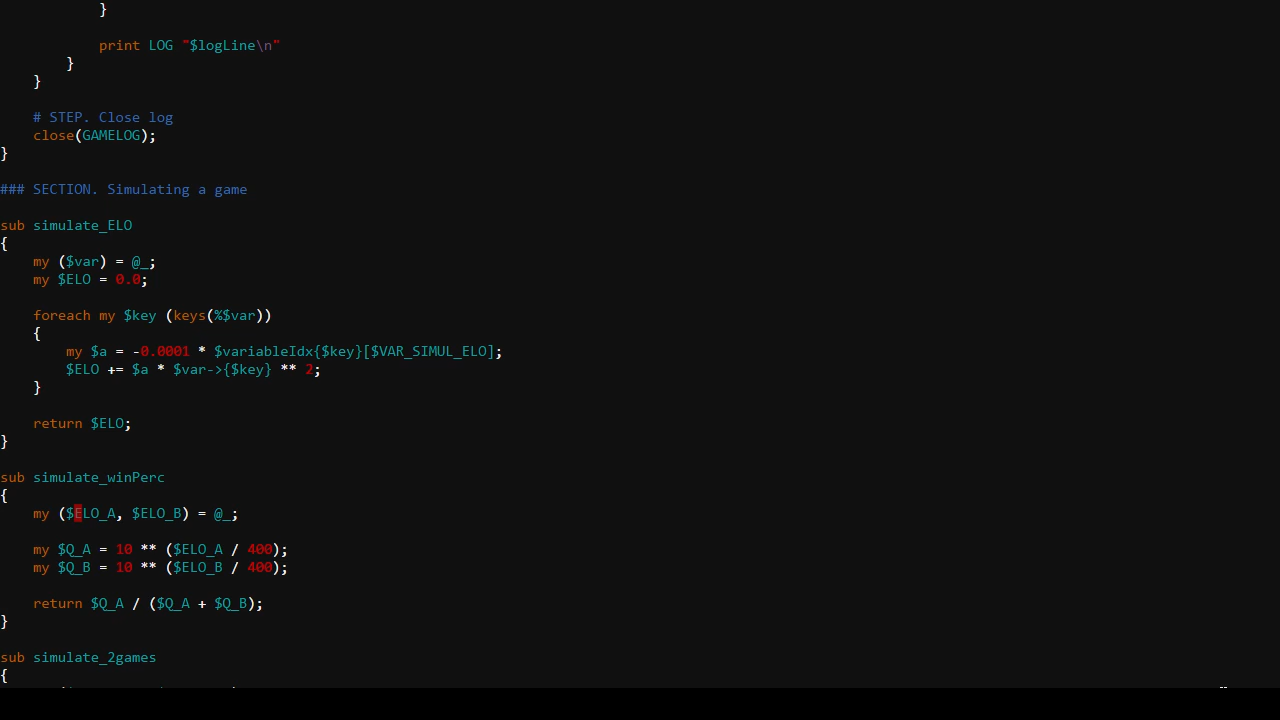 }
print LOG "$logLine\n"
}
}
# STEP. Close log
close(GAMELOG);
}
### SECTION. Simulating a game
sub simulate_ELO
{
my ($var) = @_;
my $ELO = 0.0;
foreach my $key (keys(%$var))
{
my $a = -0.0001 * $variableIdx{$key}[$VAR_SIMUL_ELO];
$ELO += $a * $var->{$key} ** 2;
}
return $ELO;
}
sub simulate_winPerc
{
my ($ELO_A, $ELO_B) = @_;
my $Q_A = 10 ** ($ELO_A / 400);
my $Q_B = 10 ** ($ELO_B / 400);
return $Q_A / ($Q_A + $Q_B);
}
sub simulate_2games
{